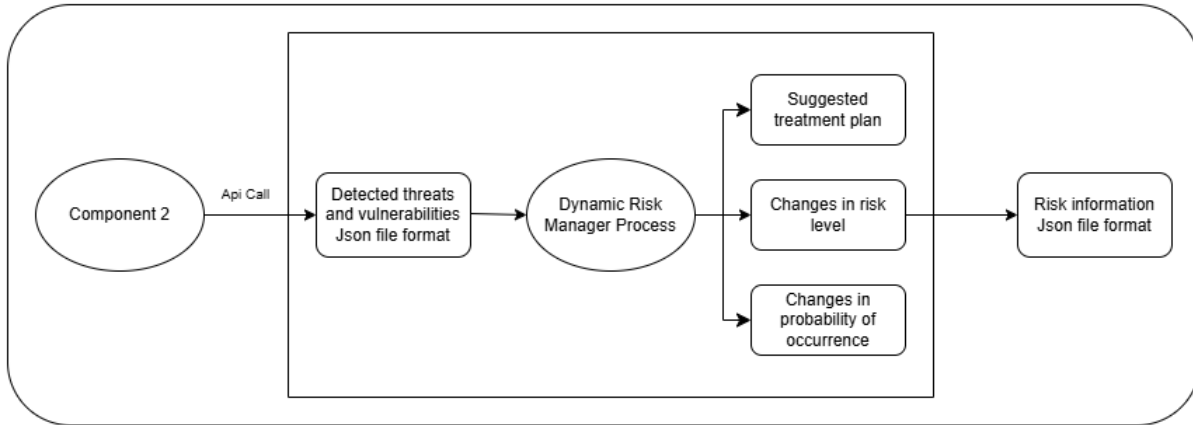 Component 2
Api Call
Detected threats
and vulnerabilities
Json file format
Dynamic Risk
Manager Process
Suggested
treatment plan
Changes in risk
level
Changes in
probability of
occurrence
Risk information
Json file format